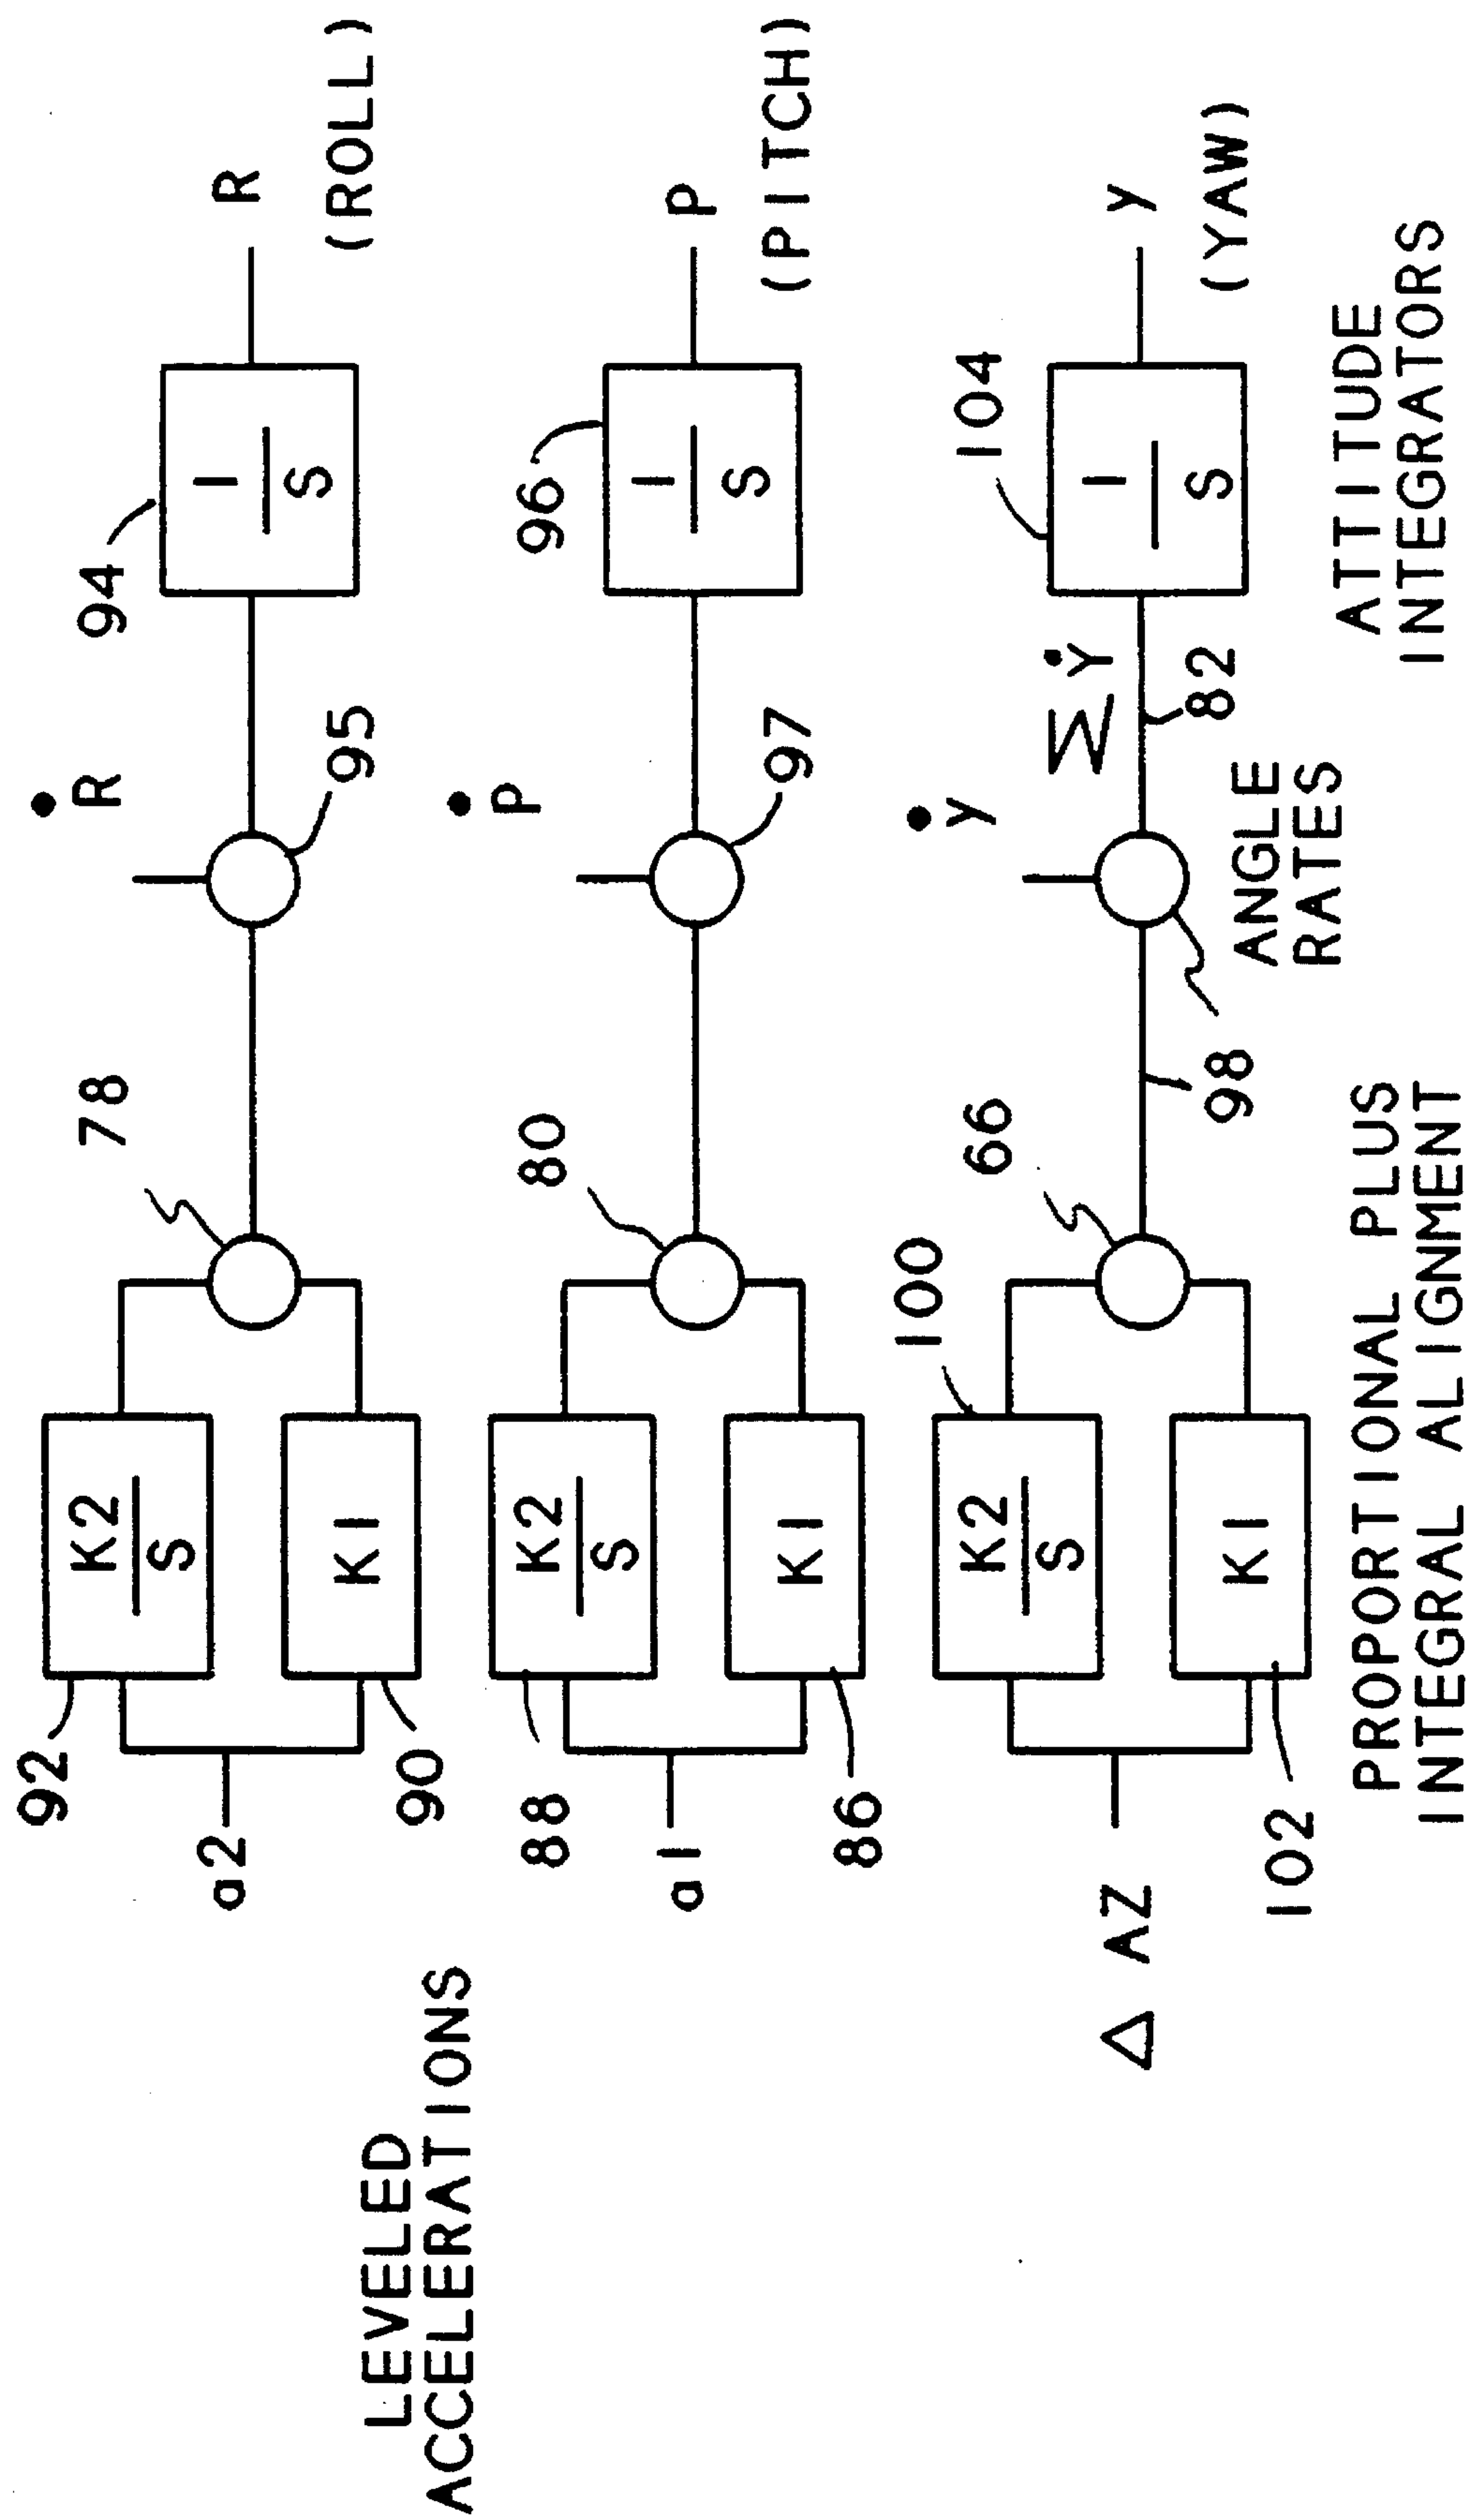 92
K2
S
78
Ṙ
94
1
S
R
(ROLL)
a2
90
K1
95
LEVELED
ACCELERATIONS
88
K2
S
80
Ṗ
96
1
S
P
(PITCH)
a1
86
K1
97
100
K2
S
66
ẏ
ΣẎ
104
1
S
y
(YAW)
Δ AZ
102
K1
98
82
ANGLE
RATES
PROPORTIONAL PLUS
INTEGRAL ALIGNMENT
ATTITUDE
INTEGRATORS